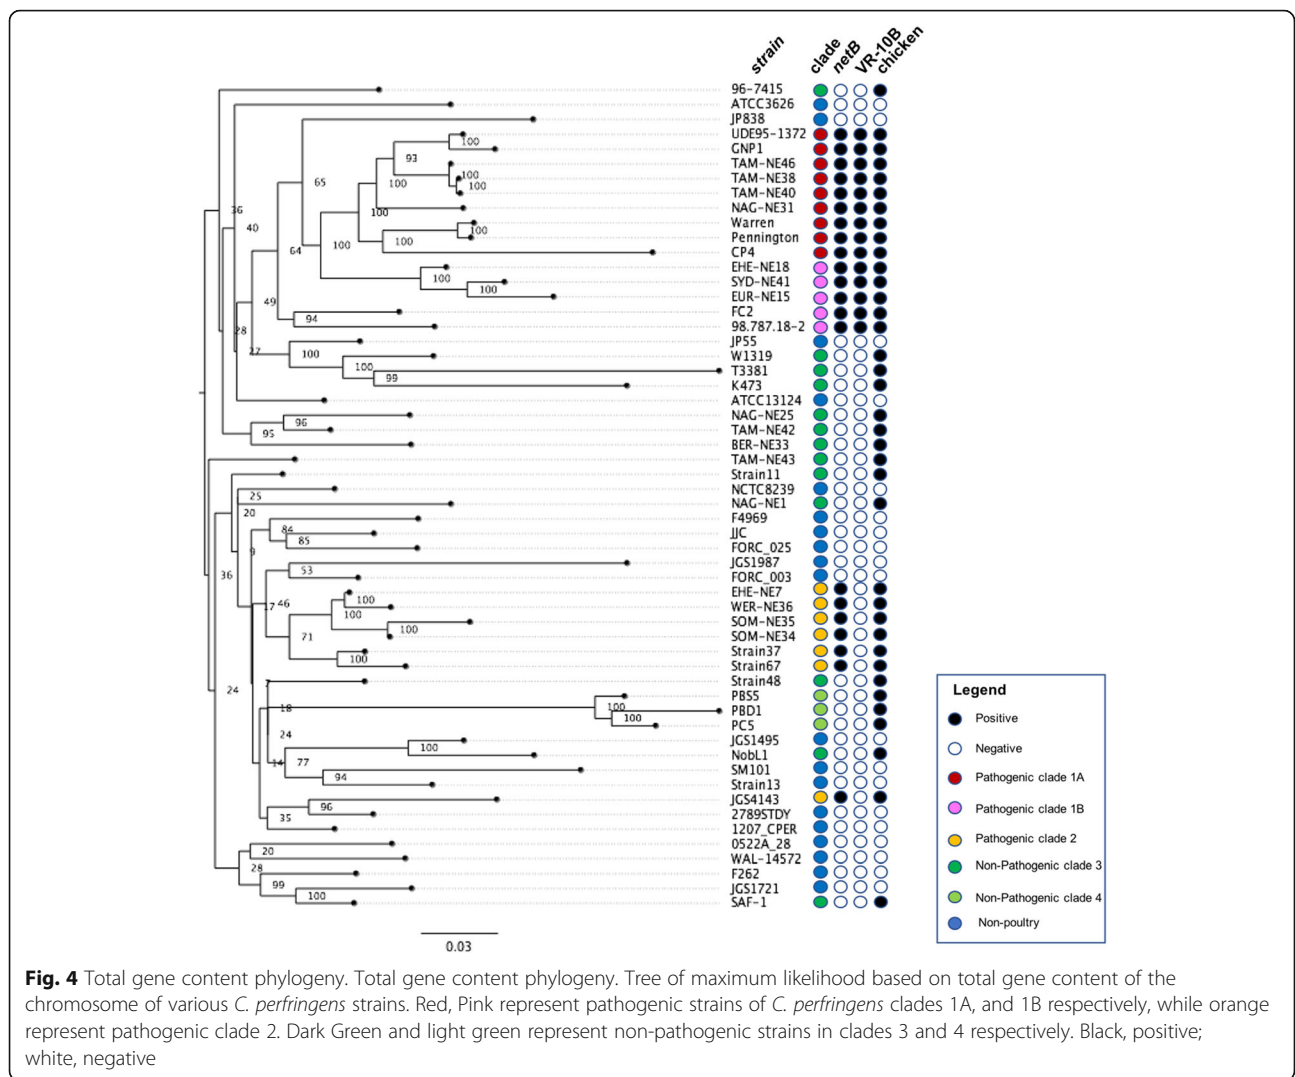 strain clade netB VR-10B chicken
96-7415
ATCC3626
JP838
UDE95-1372
100
GNP1
93
TAM-NE46
100
TAM-NE38
65 100 100
TAM-NE40
NAG-NE31
36 100
Warren
40 100
Pennington
64 100 100
CP4
EHE-NE18
100
SYD-NE41
100
EUR-NE15
49
FC2
94
98.787.18-2
28
JP55
27 100
W1319
100
T3381
99
K473
ATCC13124
NAG-NE25
96
TAM-NE42
95
BER-NE33
TAM-NE43
Strain11
NCTC8239
25
NAG-NE1
20
F4969
84
JJC
85
FORC_025
9
JGS1987
53
FORC_003
36
EHE-NE7
100
WER-NE36
17 46 100
SOM-NE35
100
SOM-NE34
71
Strain37
100
Strain67
Strain48
7
24
PBS5
100
PBD1
18 100
PC5
24
JGS1495
100
NobL1
14 77
SM101
94
Strain13
JGS4143
96
2789STDY
35
1207_CPER
0522A_28
20
WAL-14572
28
F262
99
JGS1721
100
SAF-1
0.03
Legend
Positive
Negative
Pathogenic clade 1A
Pathogenic clade 1B
Pathogenic clade 2
Non-Pathogenic clade 3
Non-Pathogenic clade 4
Non-poultry
Fig. 4 Total gene content phylogeny. Total gene content phylogeny. Tree of maximum likelihood based on total gene content of the
chromosome of various C. perfringens strains. Red, Pink represent pathogenic strains of C. perfringens clades 1A, and 1B respectively, while orange
represent pathogenic clade 2. Dark Green and light green represent non-pathogenic strains in clades 3 and 4 respectively. Black, positive;
white, negative